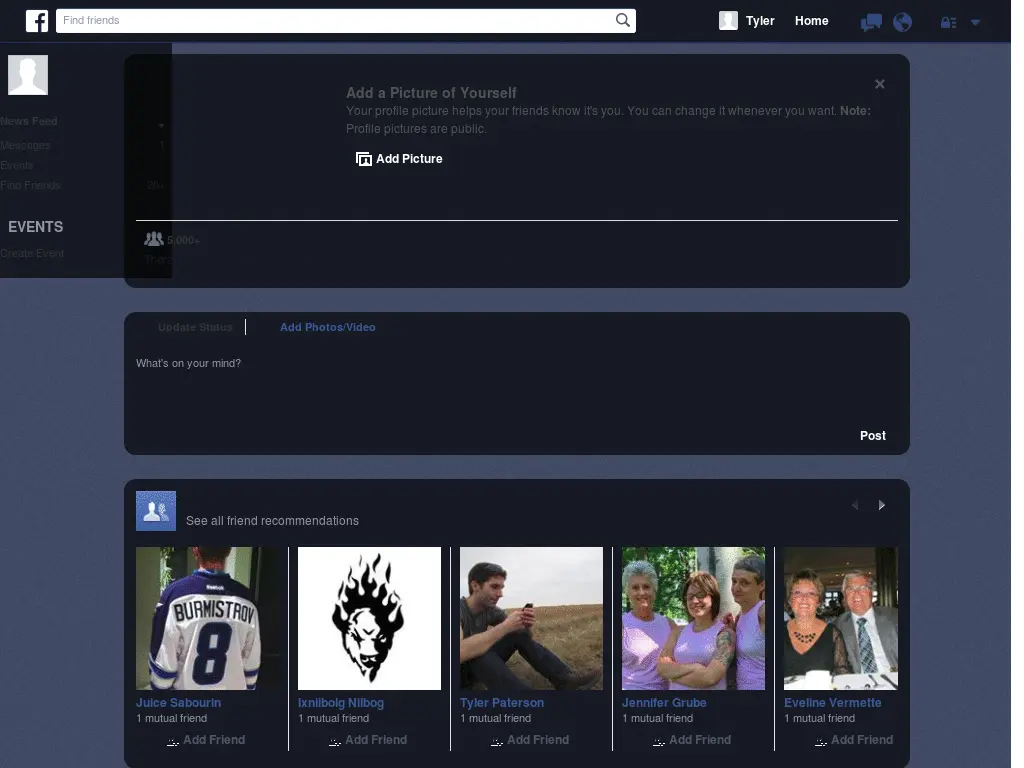 f
Find friends
Tyler Home
Add a Picture of Yourself
Your profile picture helps your friends know it's you. You can change it whenever you want. Note:
Profile pictures are public.
Add Picture
News Feed
Messages 1
Events
Find Friends 20+
EVENTS
Create Event
5,000+
There
Update Status
Add Photos/Video
What's on your mind?
Post
See all friend recommendations
Reebok
BURMISTROV
8
Juice Sabourin
1 mutual friend
Add Friend
Ixnilbolg Nilbog
1 mutual friend
Add Friend
Tyler Paterson
1 mutual friend
Add Friend
Jennifer Grube
1 mutual friend
Add Friend
Eveline Vermette
1 mutual friend
Add Friend